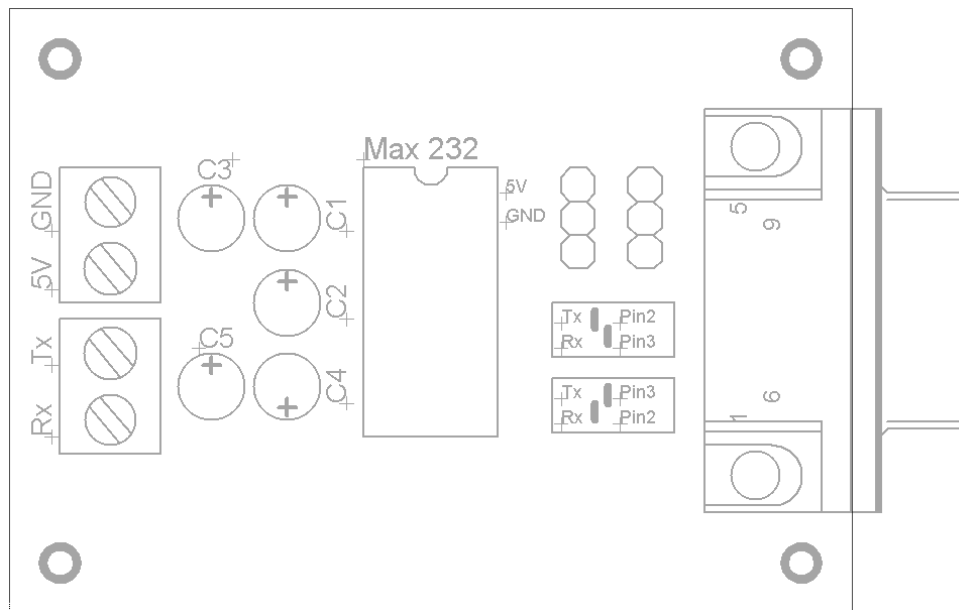 Max 232
C3
GND
5V
C1
5V
GND
5
9
C2
Tx Pin2
Rx Pin3
Tx
Rx
C5
C4
Tx Pin3
Rx Pin2
6
1